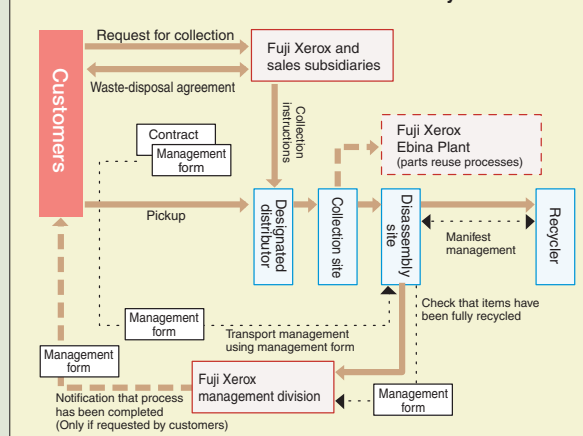 Request for collection
Fuji Xerox and
sales subsidiaries
Waste-disposal agreement
Customers
Collection
instructions
Contract
Management
form
Fuji Xerox
Ebina Plant
(parts reuse processes)
Pickup
Designated
distributor
Collection site
Disassembly
site
Recycler
Manifest
management
Check that items have
been fully recycled
Management
form
Transport management
using management form
Management
form
Fuji Xerox
management division
Management
form
Notification that process
has been completed
(Only if requested by customers)